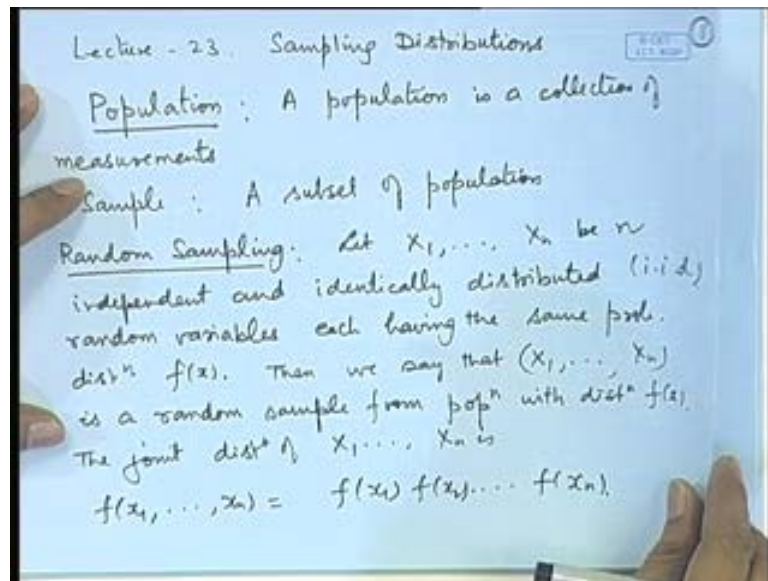 Lecture - 23. Sampling Distributions
Population : A population is a collection of
measurements
Sample : A subset of population
Random Sampling : Let X1, ...., Xn be n
independent and identically distributed (i.i.d)
random variables each having the same prob.
distn f(x). Then we say that (X1, ..., Xn)
is a random sample from popn with distn f(x).
The joint distn of X1, ..., Xn is
f(x1, ..., xn) = f(x1) f(x2) .... f(xn).